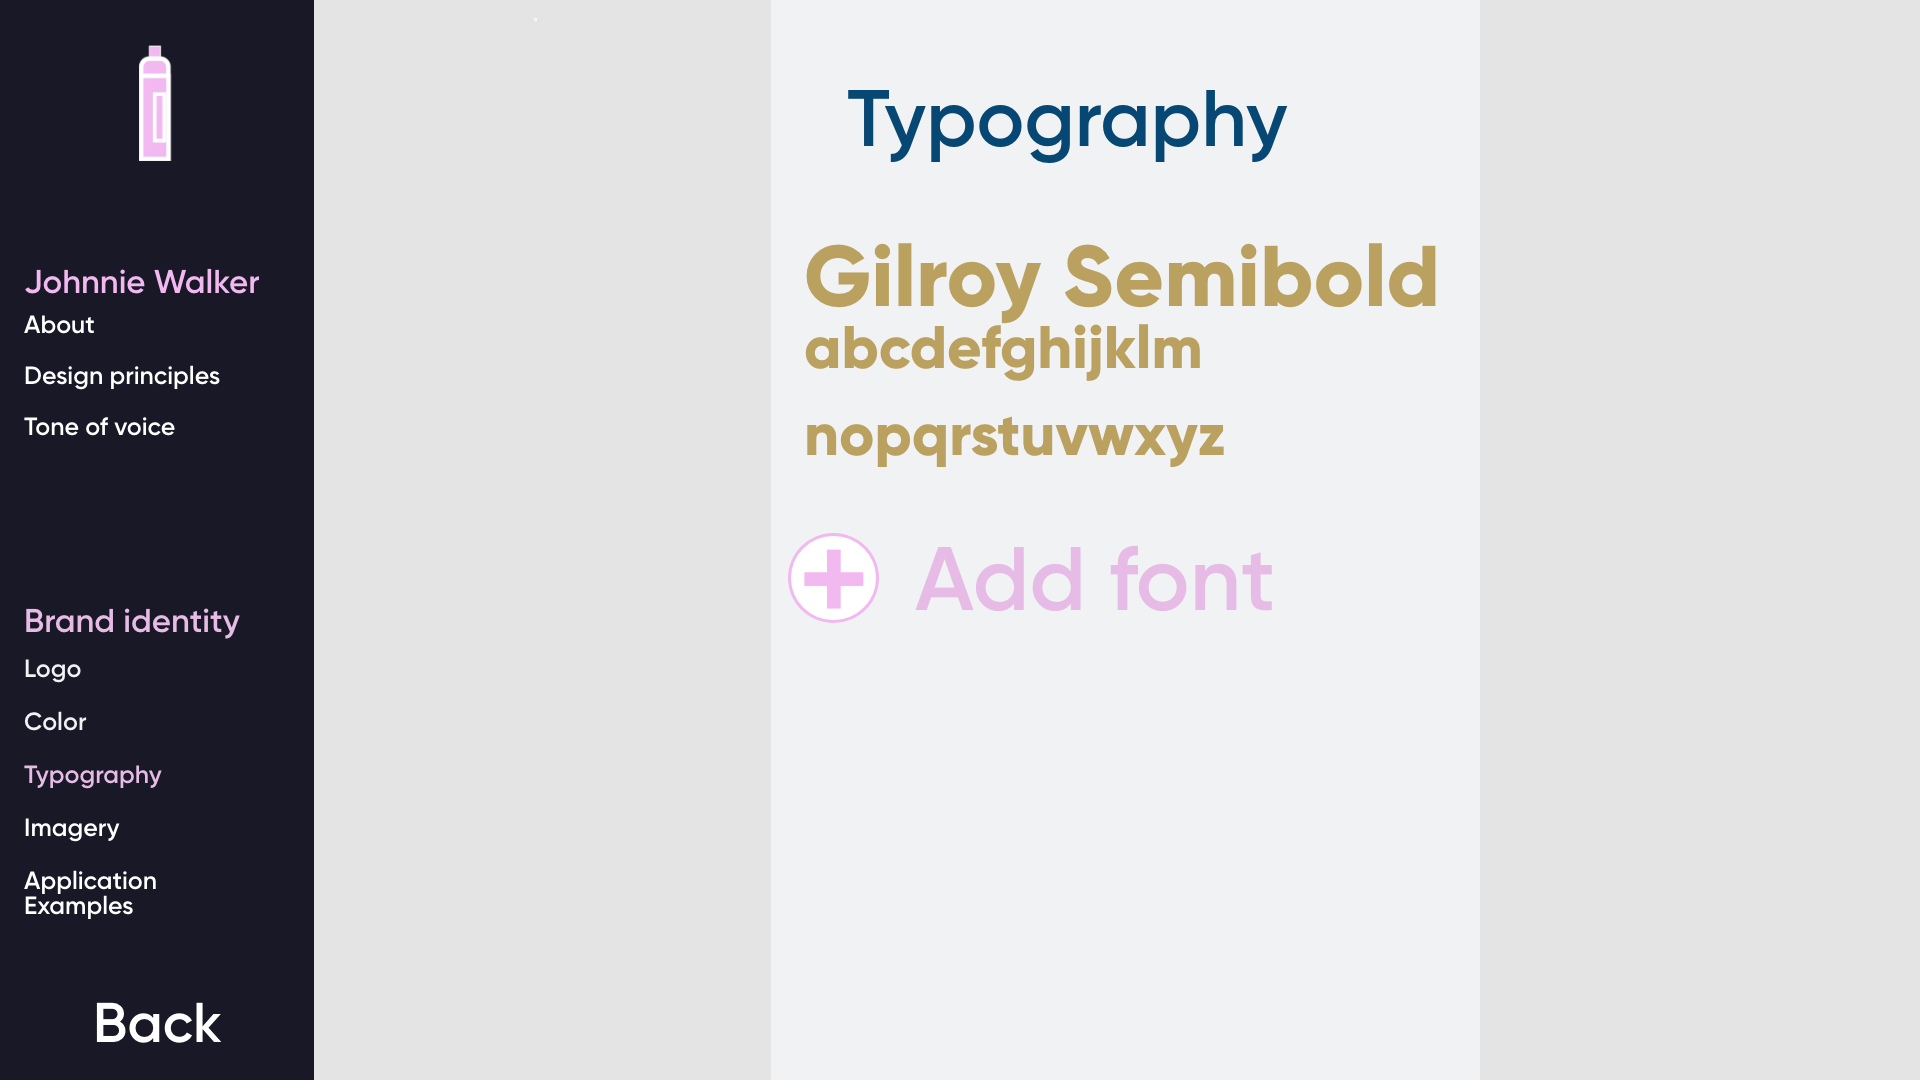 Johnnie Walker
About
Design principles
Tone of voice
Brand identity
Logo
Color
Typography
Imagery
Application
Examples
Back
Typography
Gilroy Semibold
abcdefghijklm
nopqrstuvwxyz
Add font